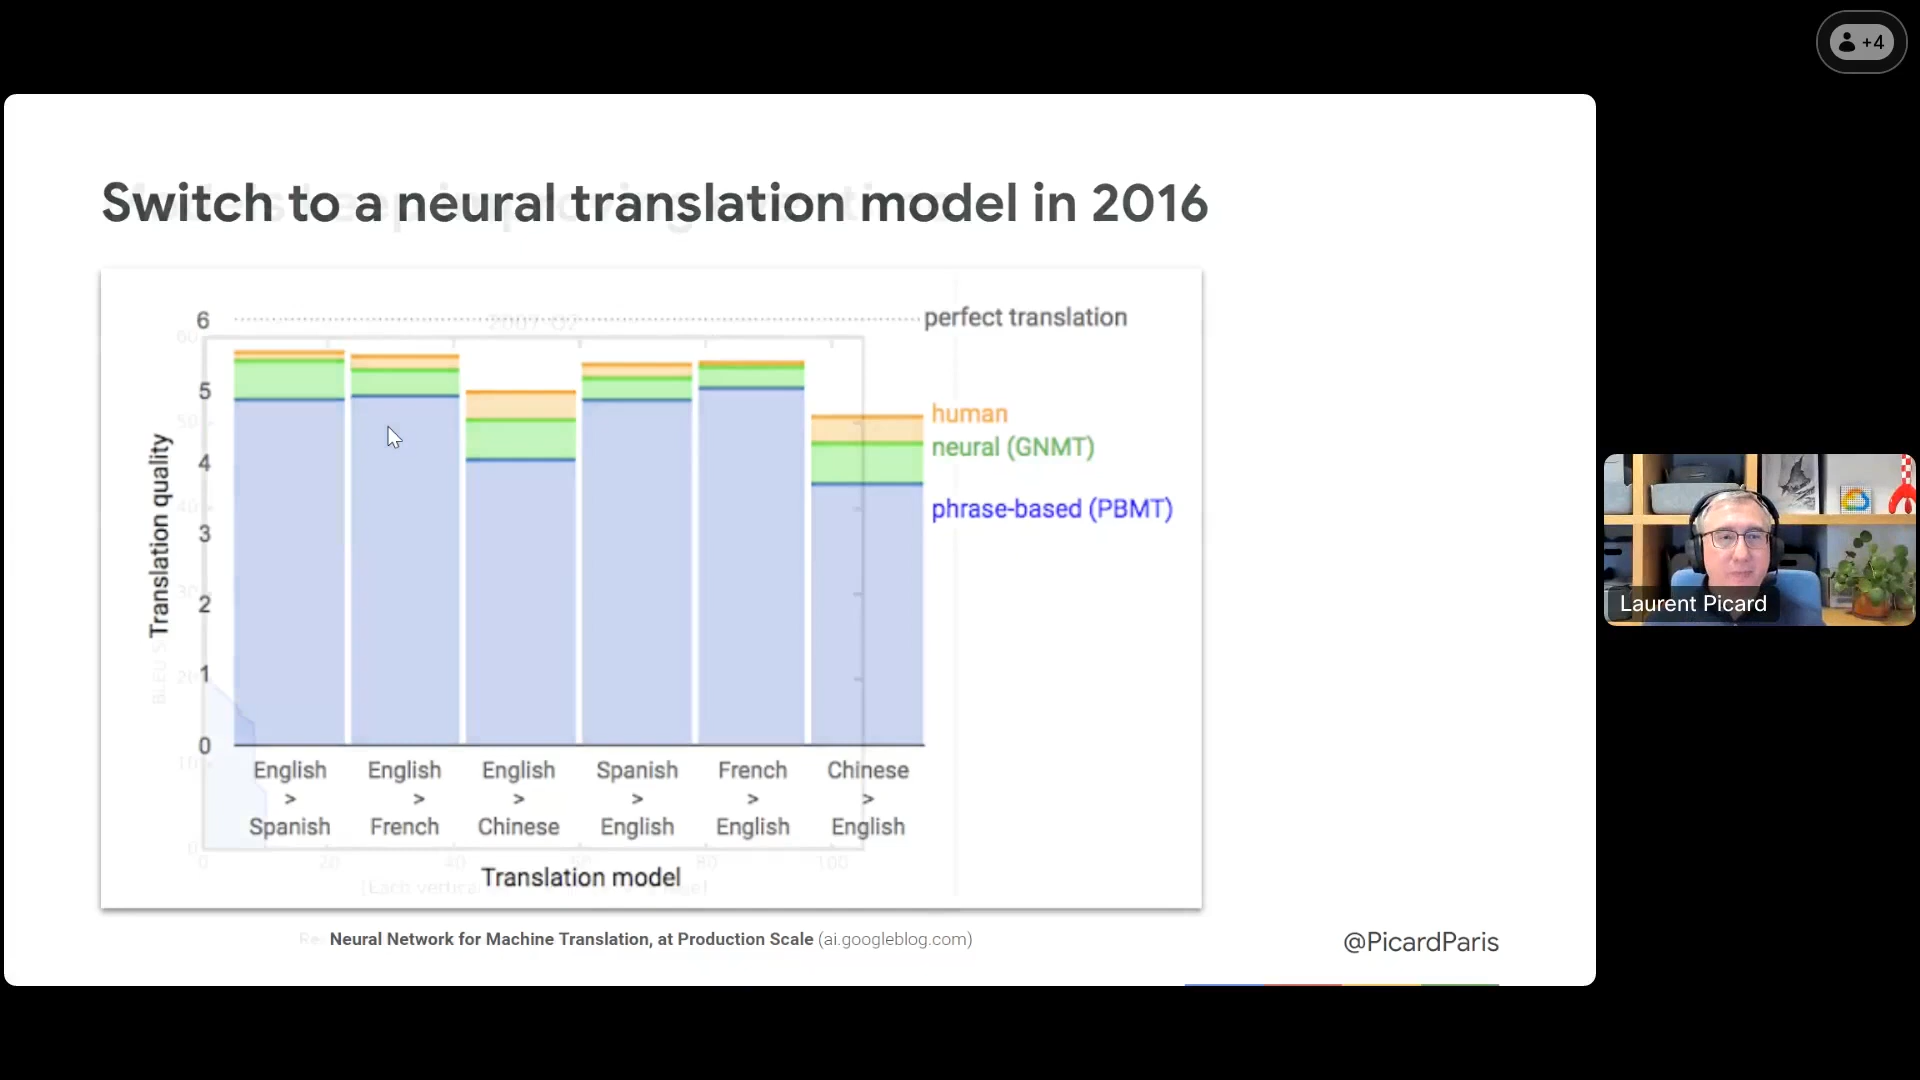 +4
Switch to a neural translation model in 2016
perfect translation
6
5
4
3
2
1
0
Translation quality
human
neural (GNMT)
phrase-based (PBMT)
English > Spanish
English > French
English > Chinese
Spanish > English
French > English
Chinese > English
Translation model
Neural Network for Machine Translation, at Production Scale (ai.googleblog.com)
@PicardParis
Laurent Picard